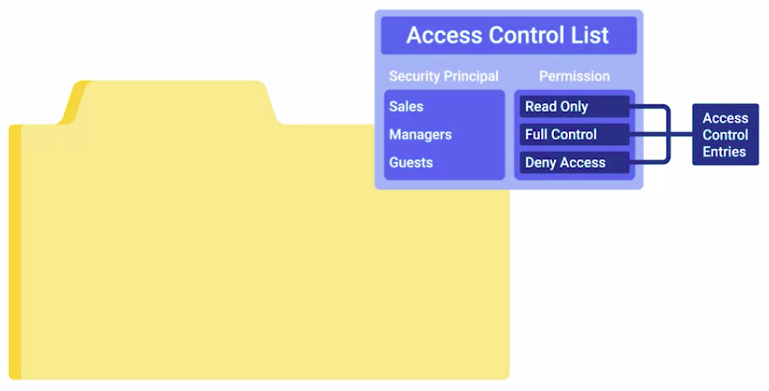 Access Control List
Security Principal
Permission
Sales
Read Only
Managers
Full Control
Guests
Deny Access
Access
Control
Entries